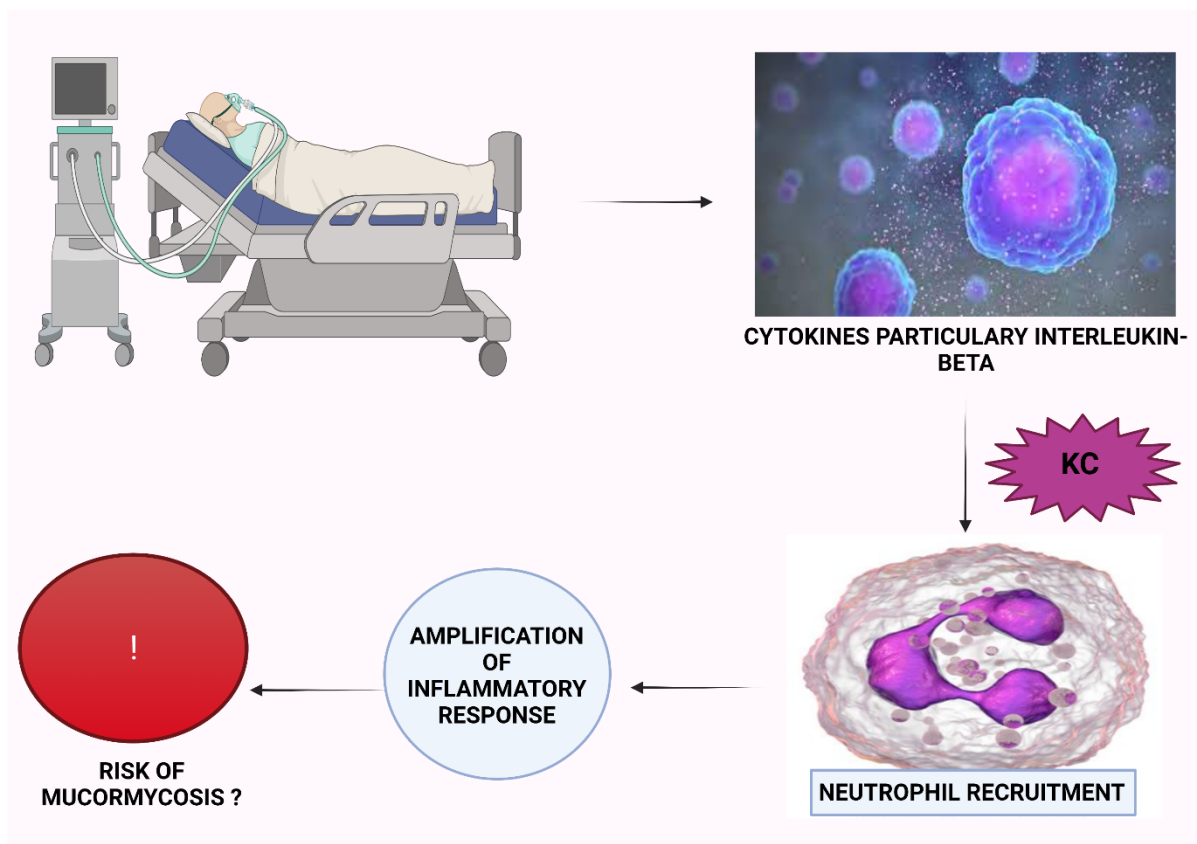 CYTOKINES PARTICULARY INTERLEUKIN-
BETA
KC
NEUTROPHIL RECRUITMENT
AMPLIFICATION
OF
INFLAMMATORY
RESPONSE
!
RISK OF
MUCORMYCOSIS ?